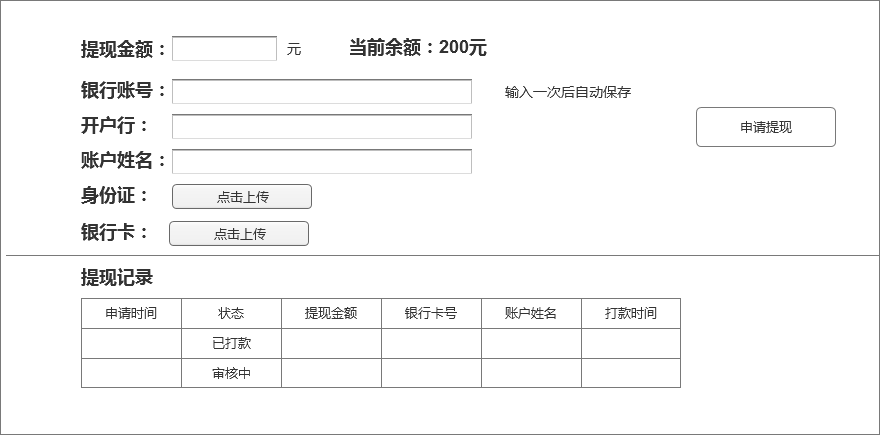 提现金额： 元 当前余额：200元
银行账号： 输入一次后自动保存
开户行：
申请提现
账户姓名：
身份证： 点击上传
银行卡： 点击上传
提现记录
申请时间 状态 提现金额 银行卡号 账户姓名 打款时间
已打款
审核中